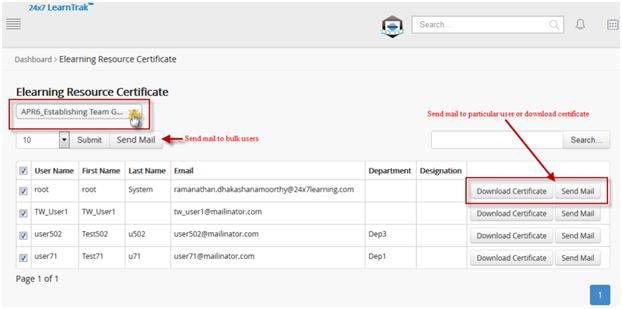 24x7 LearnTrak™
Search...
Dashboard > Elearning Resource Certificate
Elearning Resource Certificate
APR6_Establishing Team G...
Send mail to particular user or download certificate
10 Submit Send Mail Send mail to bulk users Search...
User Name First Name Last Name Email Department Designation
root root System ramanathan.dhakashanamoorthy@24x7learning.com Download Certificate Send Mail
TW_User1 TW_User1 tw_user1@mailinator.com Download Certificate Send Mail
user502 Test502 u502 user502@mailinator.com Dep3 Download Certificate Send Mail
user71 Test71 u71 user71@mailinator.com Dep1 Download Certificate Send Mail
Page 1 of 1
1